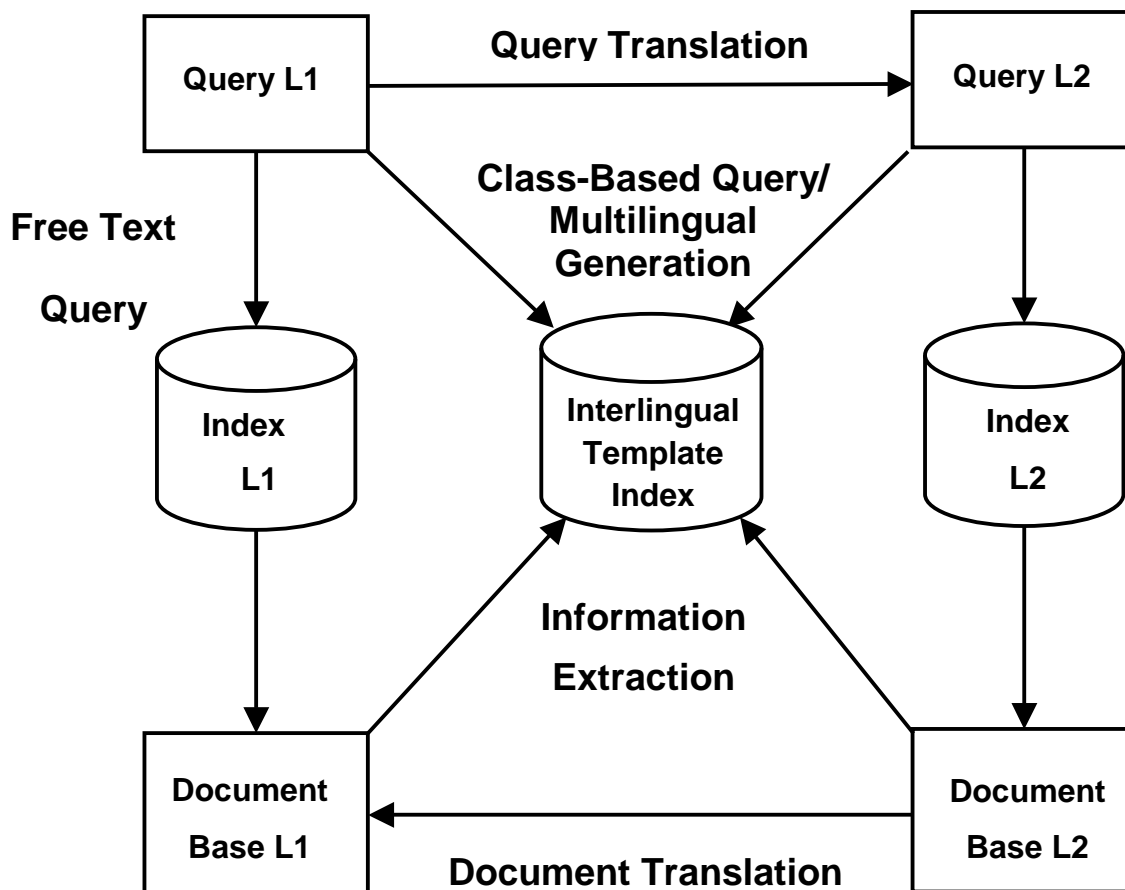 Query Translation
Query L1
Query L2
Class-Based Query/
Multilingual
Generation
Free Text
Query
Index
L1
Interlingual
Template
Index
Index
L2
Information
Extraction
Document
Base L1
Document
Base L2
Document Translation